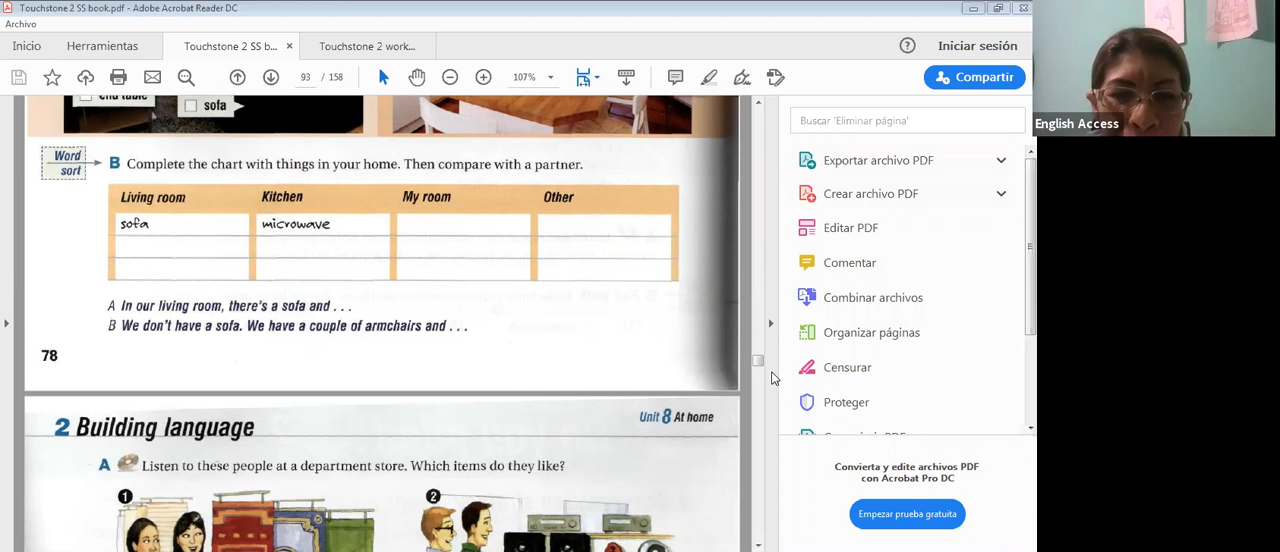 Touchstone 2 SS book.pdf - Adobe Acrobat Reader DC
Archivo
Inicio
Herramientas
Touchstone 2 SS b... ×
Touchstone 2 work...
Iniciar sesión
93 / 158
107%
Compartir
sofa
Word
sort
B Complete the chart with things in your home. Then compare with a partner.
Living room Kitchen My room Other
sofa microwave
A In our living room, there's a sofa and . . .
B We don't have a sofa. We have a couple of armchairs and . . .
78
2 Building language
Unit 8 At home
A Listen to these people at a department store. Which items do they like?
1 2
Buscar 'Eliminar página'
Exportar archivo PDF
Crear archivo PDF
Editar PDF
Comentar
Combinar archivos
Organizar páginas
Censurar
Proteger
Convierta y edite archivos PDF
con Acrobat Pro DC
Empezar prueba gratuita
English Access